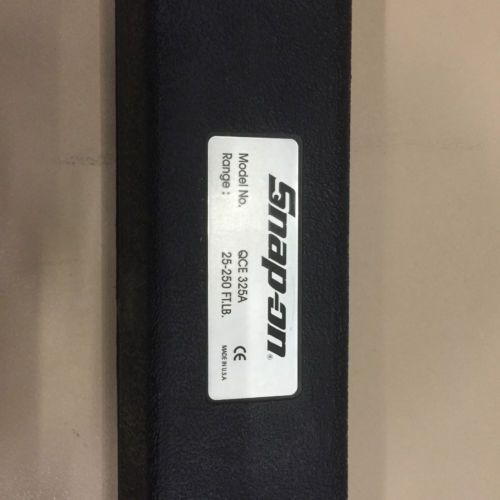 Snap-on®
Model No. QCE 325A CE
Range : 25-250 FT.LB. MADE IN U.S.A